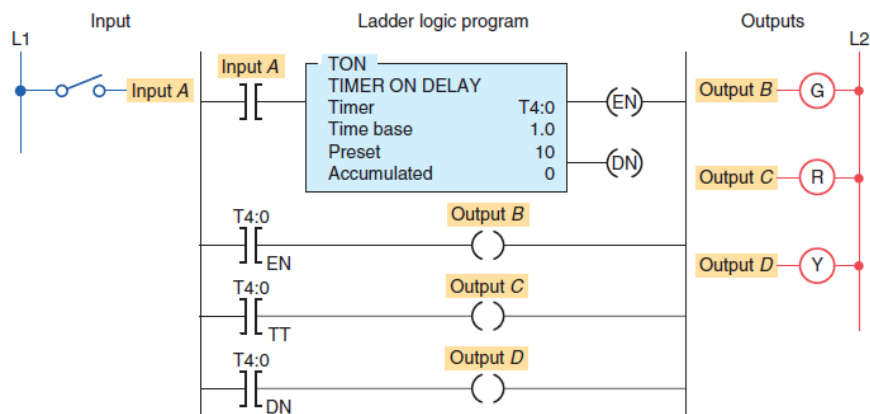 Input
Ladder logic program
Outputs
L1
L2
Input A
Input A
TON
TIMER ON DELAY
Timer T4:0
Time base 1.0
Preset 10
Accumulated 0
EN
DN
Output B G
Output C R
Output D Y
T4:0
EN
Output B
T4:0
TT
Output C
T4:0
DN
Output D